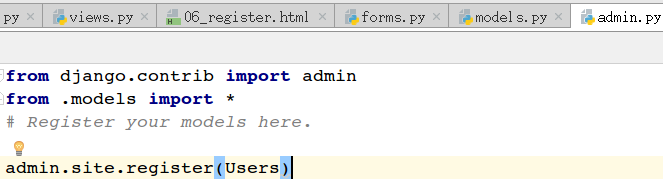 py views.py 06_register.html forms.py models.py admin.py
from django.contrib import admin
from .models import *
# Register your models here.
admin.site.register(Users)